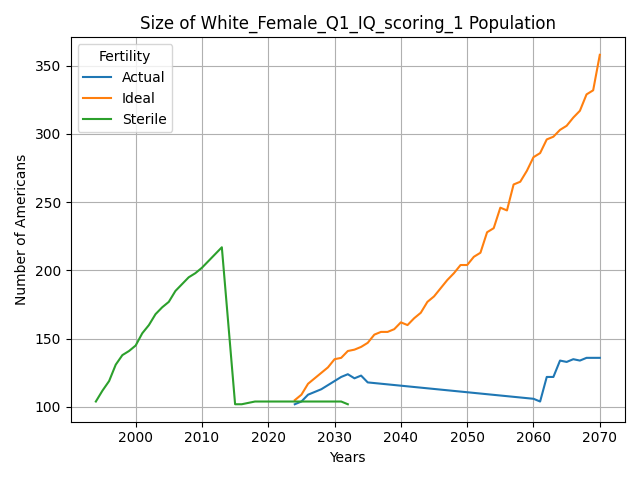 Size of White_Female_Q1_IQ_scoring_1 Population
Number of Americans
350
300
250
200
150
100
Fertility
Actual
Ideal
Sterile
2000 2010 2020 2030 2040 2050 2060 2070
Years